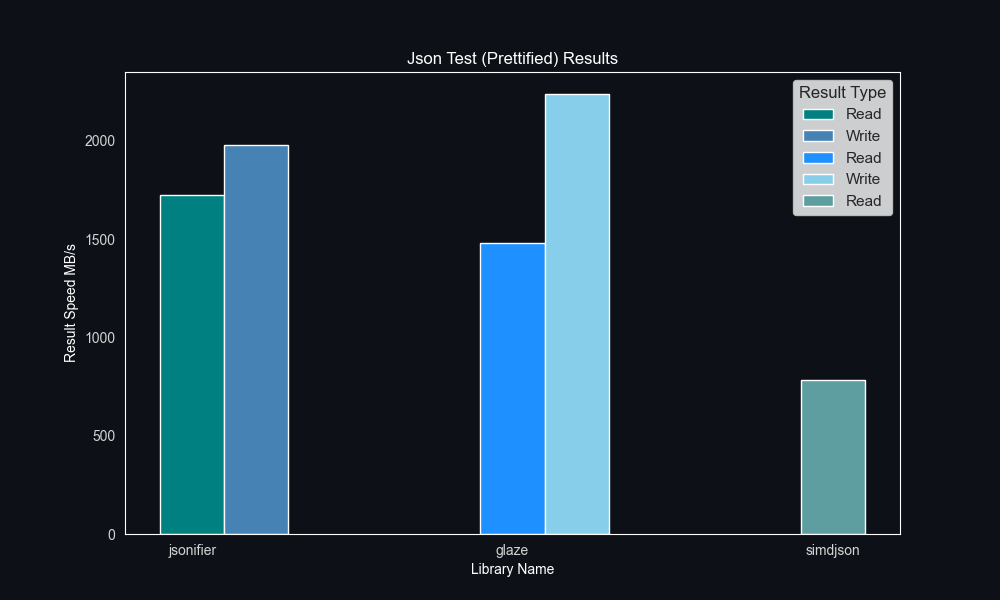 Json Test (Prettified) Results
Result Type
Read
Write
Read
Write
Read
2000
1500
1000
500
0
Result Speed MB/s
jsonifier
glaze
simdjson
Library Name